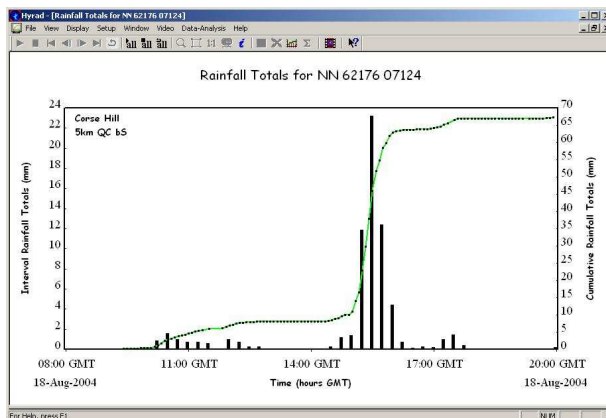 Hyrad - [Rainfall Totals for NN 62176 07124]
File View Display Setup Window Video Data-Analysis Help
1:1
Rainfall Totals for NN 62176 07124
Corse Hill
5km QC bS
Interval Rainfall Totals (mm)
24
22
20
18
16
14
12
10
8
6
4
2
0
70
65
60
55
50
45
40
35
30
25
20
15
10
5
0
Cumulative Rainfall Totals (mm)
08:00 GMT 11:00 GMT 14:00 GMT 17:00 GMT 20:00 GMT
18-Aug-2004 Time (hours GMT) 18-Aug-2004
For Help, press F1 NUM